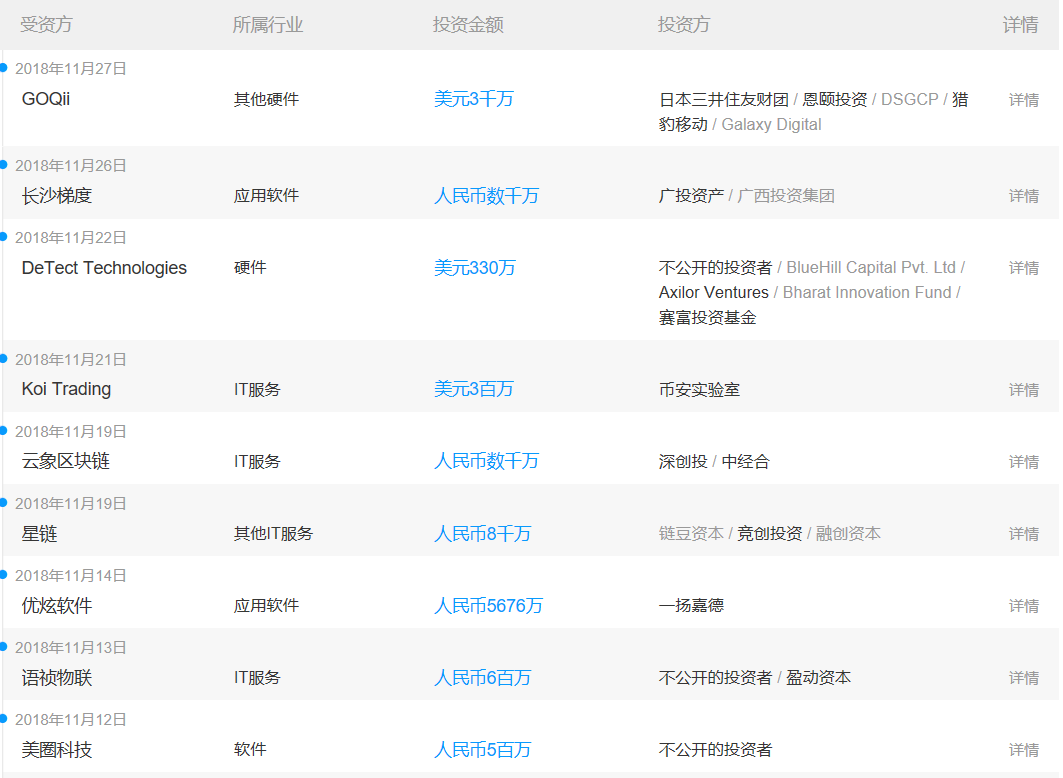 受资方 所属行业 投资金额 投资方 详情
2018年11月27日
GOQii 其他硬件 美元3千万 日本三井住友财团 / 恩颐投资 / DSGCP / 猎 详情
豹移动 / Galaxy Digital
2018年11月26日
长沙梯度 应用软件 人民币数千万 广投资产 / 广西投资集团 详情
2018年11月22日
DeTect Technologies 硬件 美元330万 不公开的投资者 / BlueHill Capital Pvt. Ltd / 详情
Axilor Ventures / Bharat Innovation Fund /
赛富投资基金
2018年11月21日
Koi Trading IT服务 美元3百万 币安实验室 详情
2018年11月19日
云象区块链 IT服务 人民币数千万 深创投 / 中经合 详情
2018年11月19日
星链 其他IT服务 人民币8千万 链豆资本 / 竞创投资 / 融创资本 详情
2018年11月14日
优炫软件 应用软件 人民币5676万 一扬嘉德 详情
2018年11月13日
语祯物联 IT服务 人民币6百万 不公开的投资者 / 盈动资本 详情
2018年11月12日
美圈科技 软件 人民币5百万 不公开的投资者 详情